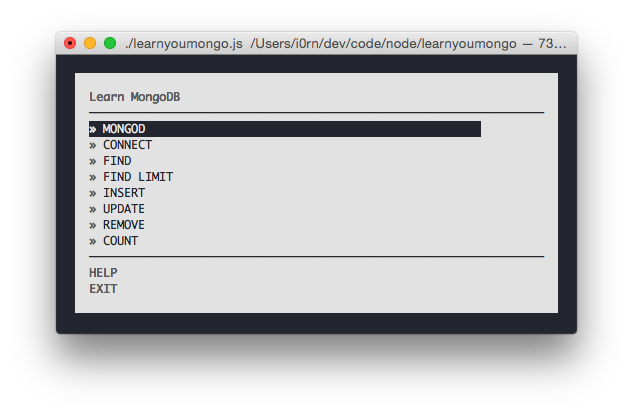 ./learnyoumongo.js /Users/i0rn/dev/code/node/learnyoumongo — 73...
Learn MongoDB
» MONGOD
» CONNECT
» FIND
» FIND LIMIT
» INSERT
» UPDATE
» REMOVE
» COUNT
HELP
EXIT